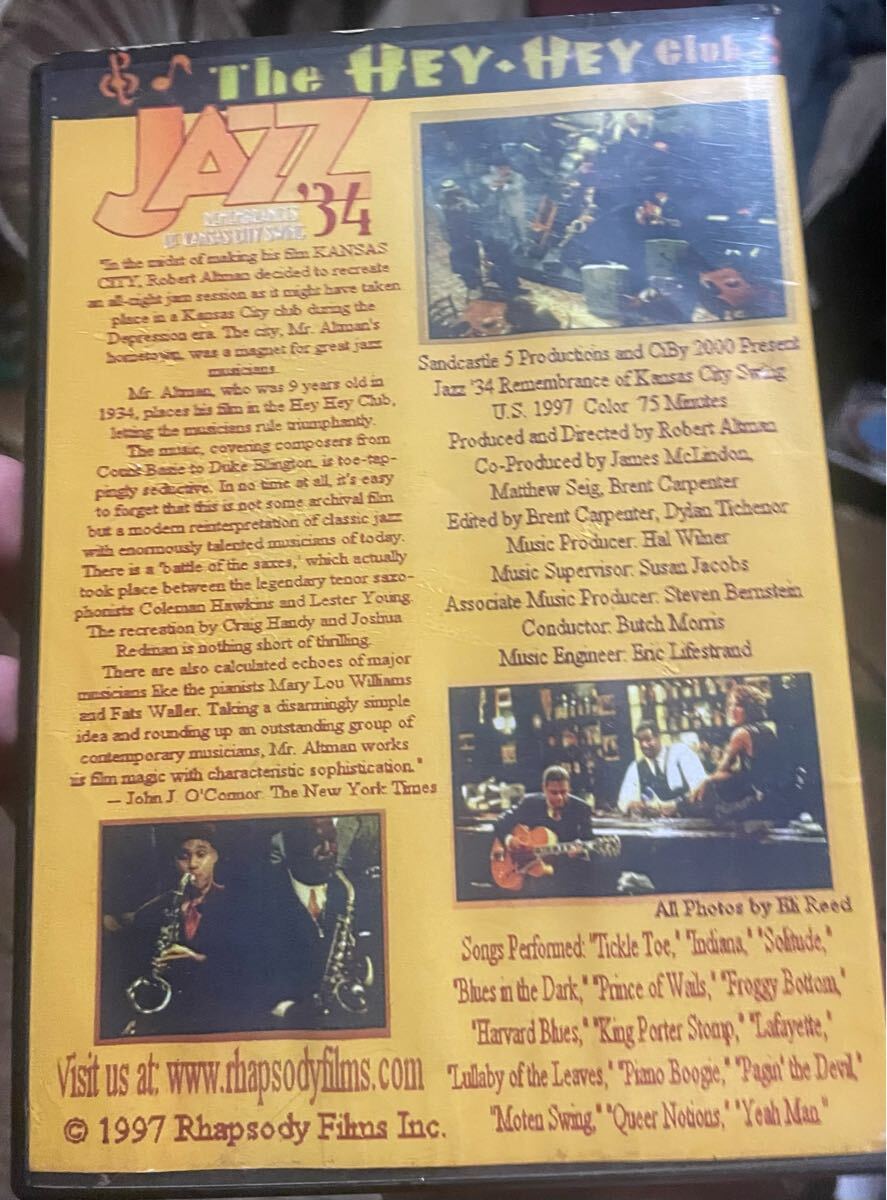 The HEY·HEY Club
JAZZ
'34
REMEMBRANCES
OF KANSAS CITY SWING
"In the midst of making his film KANSAS
CITY, Robert Altman decided to recreate
an all-night jam session as it might have taken
place in a Kansas City club during the
Depression era. The city, Mr. Altman's
hometown, was a magnet for great jazz
musicians.
Mr. Altman, who was 9 years old in
1934, places his film in the Hey Hey Club,
letting the musicians rule triumphantly.
The music, covering composers from
Count Basie to Duke Ellington, is toe-tap-
pingly seductive. In no time at all, it's easy
to forget that this is not some archival film
but a modern reinterpretation of classic jazz
with enormously talented musicians of today.
There is a 'battle of the saxes,' which actually
took place between the legendary tenor saxo-
phonists Coleman Hawkins and Lester Young.
The recreation by Craig Handy and Joshua
Redman is nothing short of thrilling.
There are also calculated echoes of major
musicians like the pianists Mary Lou Williams
and Fats Waller. Taking a disarmingly simple
idea and rounding up an outstanding group of
contemporary musicians, Mr. Altman works
his film magic with characteristic sophistication."
— John J. O'Connor The New York Times
Visit us at: www.rhapsodyfilms.com
© 1997 Rhapsody Films Inc.
Sandcastle 5 Productions and CiBy 2000 Present
Jazz '34 Remembrance of Kansas City Swing
U.S. 1997 Color 75 Minutes
Produced and Directed by Robert Altman
Co-Produced by James McLindon,
Matthew Seig, Brent Carpenter
Edited by Brent Carpenter, Dylan Tichenor
Music Producer: Hal Wilner
Music Supervisor: Susan Jacobs
Associate Music Producer: Steven Bernstein
Conductor: Butch Morris
Music Engineer: Eric Lifestrand
All Photos by Eli Reed
Songs Performed: "Tickle Toe," "Indiana," "Solitude,"
"Blues in the Dark," "Prince of Wails," "Froggy Bottom,"
"Harvard Blues," "King Porter Stomp," "Lafayette,"
"Lullaby of the Leaves," "Piano Boogie," "Pagin' the Devil,"
"Moten Swing," "Queer Notions," "Yeah Man"